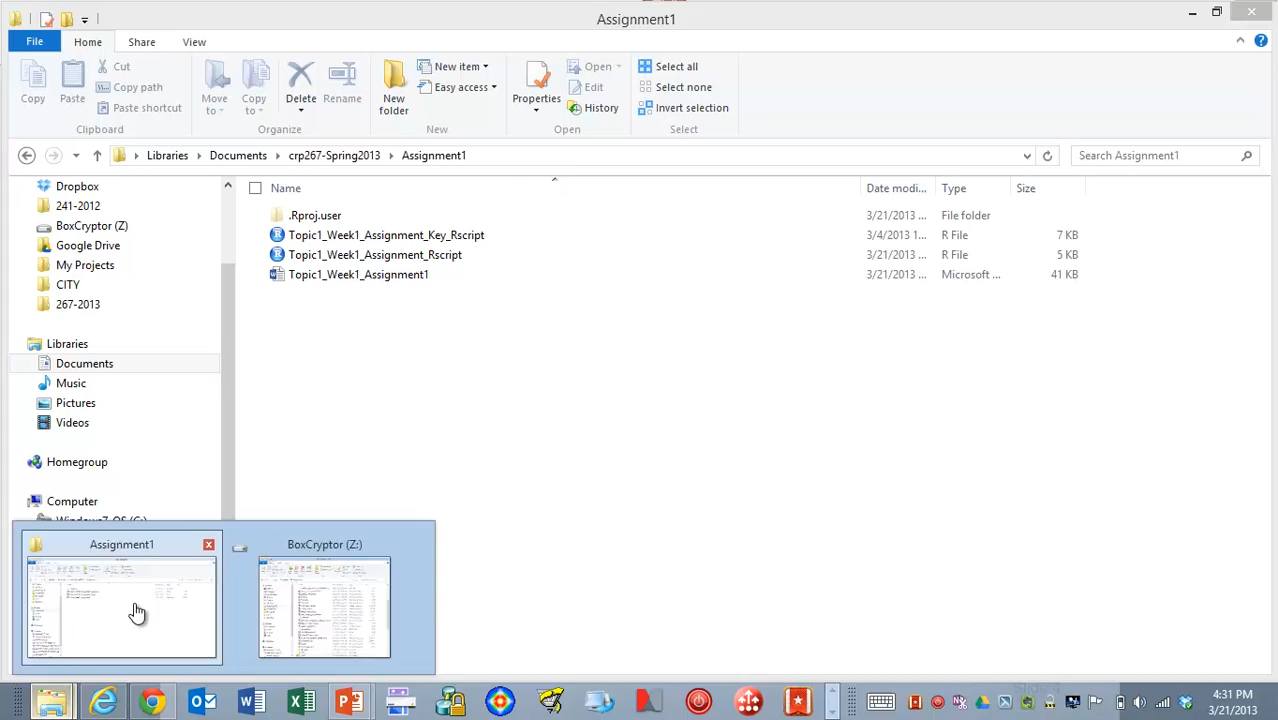 Assignment1
File Home Share View
Cut
Copy path
Paste shortcut
Copy Paste
Clipboard
Move to Copy to Delete Rename
Organize
New folder
New item
Easy access
New
Properties
Open
Edit
History
Open
Select all
Select none
Invert selection
Select
Libraries Documents crp267-Spring2013 Assignment1
Search Assignment1
Name Date modi... Type Size
.Rproj.user 3/21/2013 ... File folder
Topic1_Week1_Assignment_Key_Rscript 3/4/2013 1... R File 7 KB
Topic1_Week1_Assignment_Rscript 3/21/2013 ... R File 5 KB
Topic1_Week1_Assignment1 3/21/2013 ... Microsoft ... 41 KB
Dropbox
241-2012
BoxCryptor (Z)
Google Drive
My Projects
CITY
267-2013
Libraries
Documents
Music
Pictures
Videos
Homegroup
Computer
Windows7_OS (C:)
Assignment1
BoxCryptor (Z:)
4:31 PM
3/21/2013